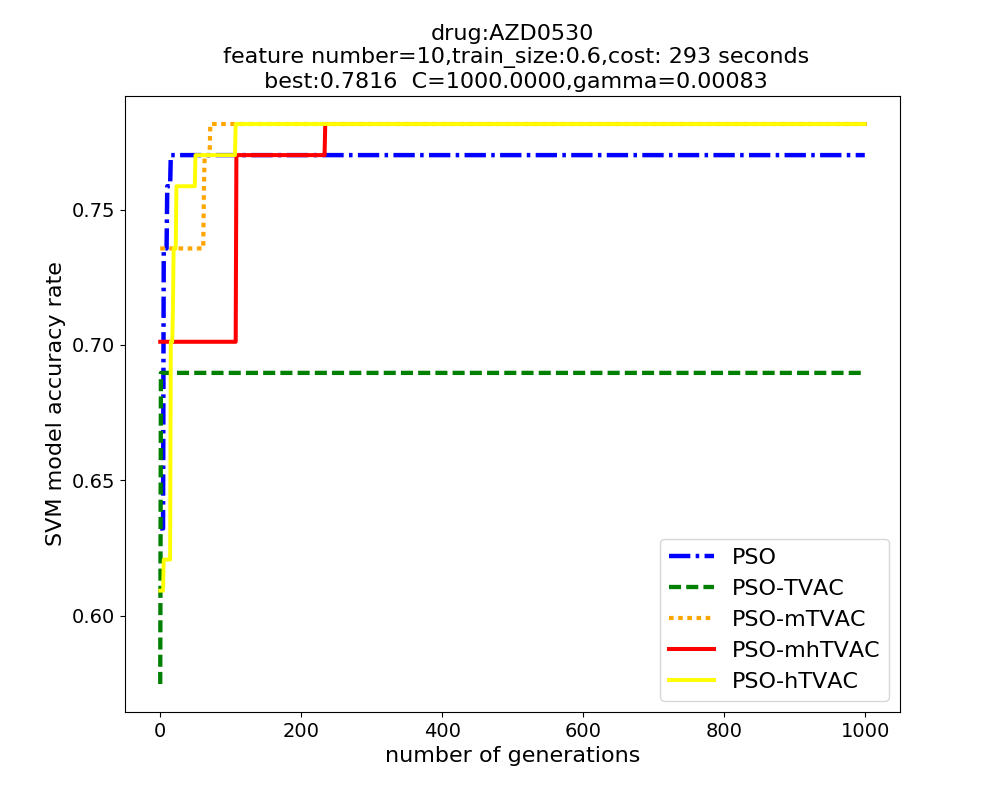 drug:AZD0530
feature number=10,train_size:0.6,cost: 293 seconds
best:0.7816  C=1000.0000,gamma=0.00083
SVM model accuracy rate
0.75
0.70
0.65
0.60
PSO
PSO-TVAC
PSO-mTVAC
PSO-mhTVAC
PSO-hTVAC
0 200 400 600 800 1000
number of generations